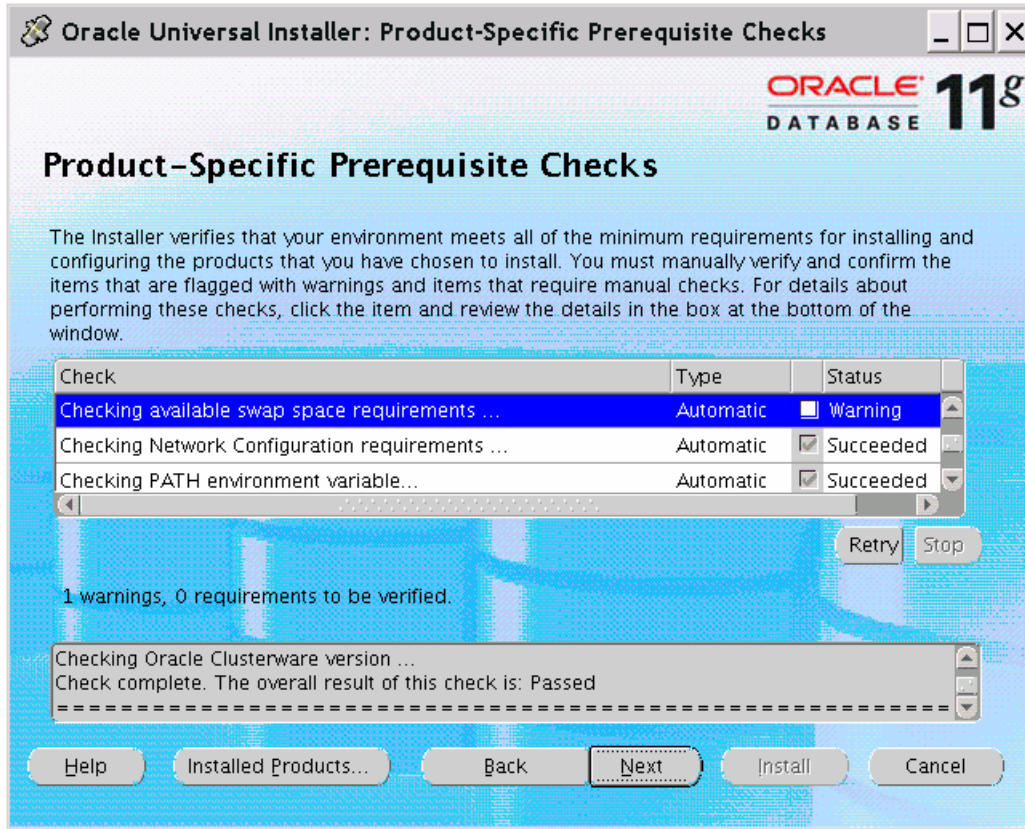 Oracle Universal Installer: Product-Specific Prerequisite Checks
ORACLE 11g
DATABASE
Product-Specific Prerequisite Checks
The Installer verifies that your environment meets all of the minimum requirements for installing and
configuring the products that you have chosen to install. You must manually verify and confirm the
items that are flagged with warnings and items that require manual checks. For details about
performing these checks, click the item and review the details in the box at the bottom of the
window.
Check Type Status
Checking available swap space requirements ... Automatic Warning
Checking Network Configuration requirements ... Automatic Succeeded
Checking PATH environment variable... Automatic Succeeded
Retry Stop
1 warnings, 0 requirements to be verified.
Checking Oracle Clusterware version ...
Check complete. The overall result of this check is: Passed
========================================================
Help Installed Products... Back Next Install Cancel